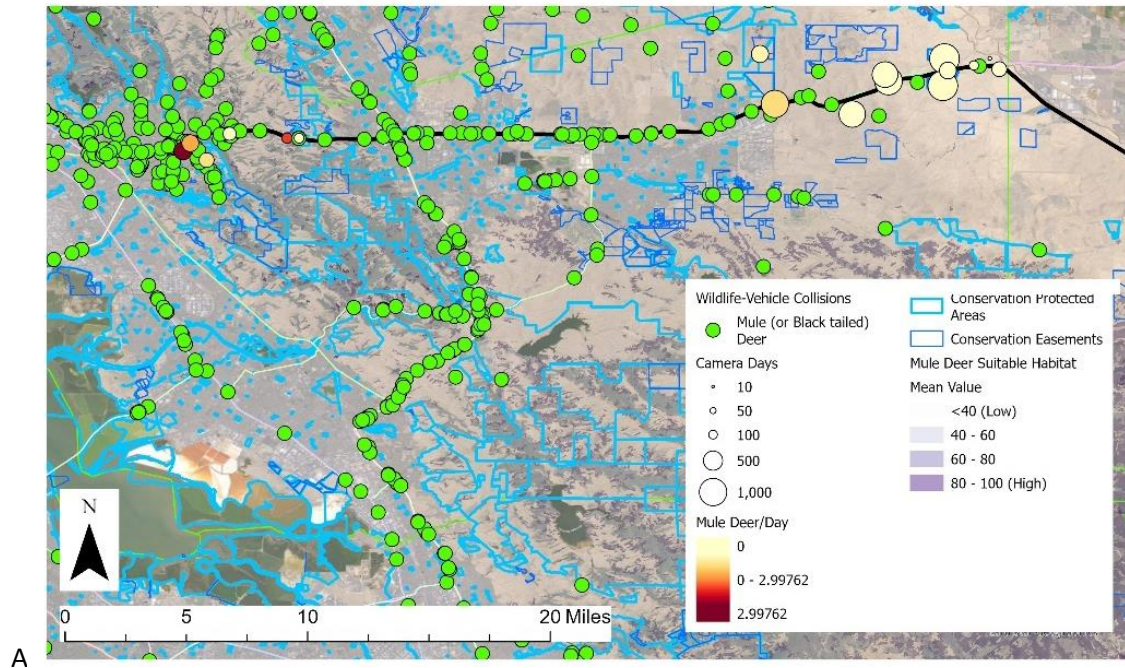 Wildlife-Vehicle Collisions
Mule (or Black tailed)
Deer
Camera Days
10
50
100
500
1,000
Mule Deer/Day
0
0 - 2.99762
2.99762
Conservation Protected
Areas
Conservation Easements
Mule Deer Suitable Habitat
Mean Value
<40 (Low)
40 - 60
60 - 80
80 - 100 (High)
N
0 5 10 20 Miles
A